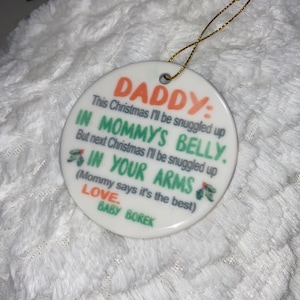 DADDY:
This Christmas I'll be snuggled up
IN MOMMY'S BELLY.
But next Christmas I'll be snuggled up
IN YOUR ARMS
(Mommy says it's the best)
LOVE,
BABY BOREK